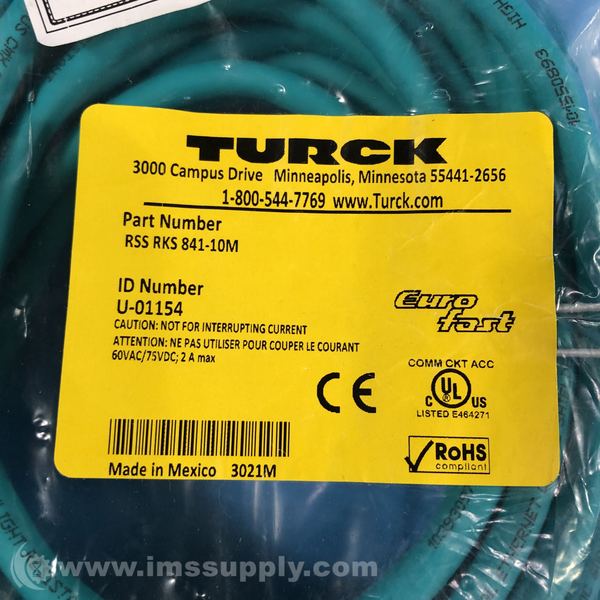 TURCK
3000 Campus Drive Minneapolis, Minnesota 55441-2656
1-800-544-7769 www.Turck.com
Part Number
RSS RKS 841-10M
ID Number
U-01154
CAUTION: NOT FOR INTERRUPTING CURRENT
ATTENTION: NE PAS UTILISER POUR COUPER LE COURANT
60VAC/75VDC; 2 A max
Euro
fast
CE
COMM CKT ACC
C UL US
LISTED E464271
RoHS
compliant
Made in Mexico 3021M
HIGH
US CMX
www.imssupply.com